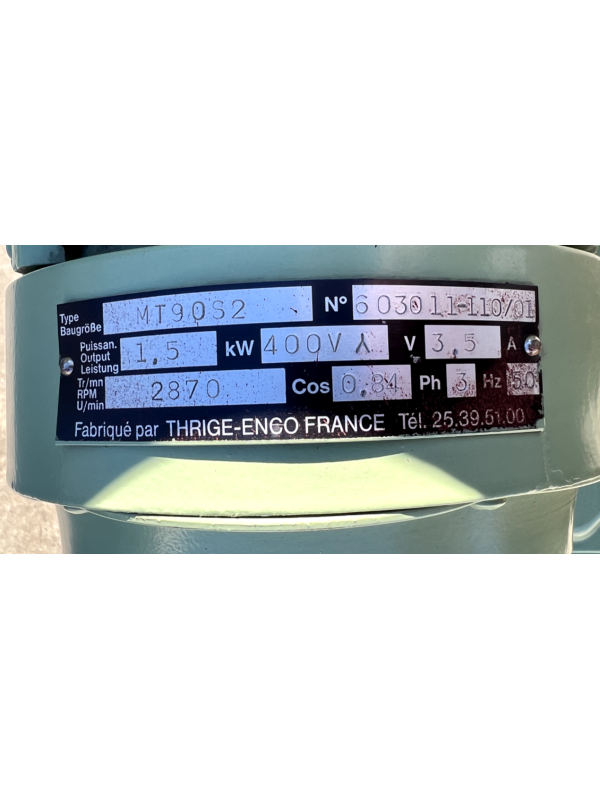 Type
Baugröße
MT90S2 N° 603011-110/01
Puissan.
Output
Leistung
1,5 kW 400V Y V 3,5 A
Tr/mn
RPM
U/min
2870 Cos 0.84 Ph 3 Hz 50
Fabriqué par THRIGE-ENCO FRANCE Tél. 25.39.51.00